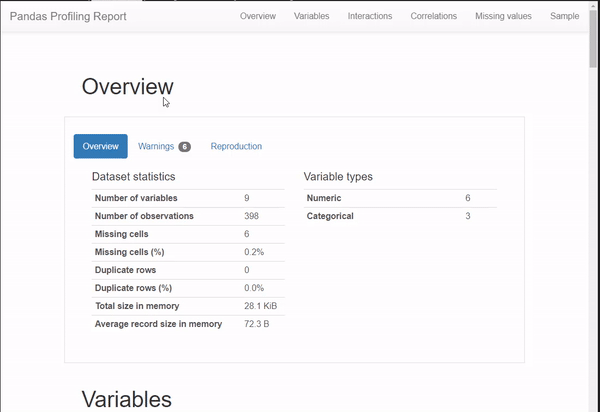 Pandas Profiling Report Overview Variables Interactions Correlations Missing values Sample
Overview
Overview Warnings 6 Reproduction
Dataset statistics
Number of variables 9
Number of observations 398
Missing cells 6
Missing cells (%) 0.2%
Duplicate rows 0
Duplicate rows (%) 0.0%
Total size in memory 28.1 KiB
Average record size in memory 72.3 B
Variable types
Numeric 6
Categorical 3
Variables